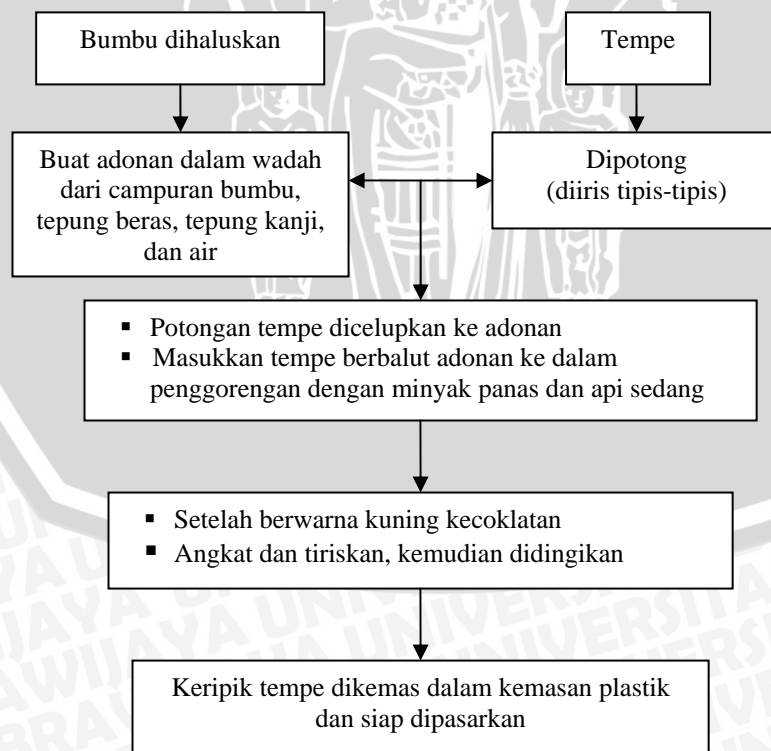 Bumbu dihaluskan
Tempe
Buat adonan dalam wadah
dari campuran bumbu,
tepung beras, tepung kanji,
dan air
Dipotong
(diiris tipis-tipis)
▪ Potongan tempe dicelupkan ke adonan
▪ Masukkan tempe berbalut adonan ke dalam
penggorengan dengan minyak panas dan api sedang
▪ Setelah berwarna kuning kecoklatan
▪ Angkat dan tiriskan, kemudian didingikan
Keripik tempe dikemas dalam kemasan plastik
dan siap dipasarkan